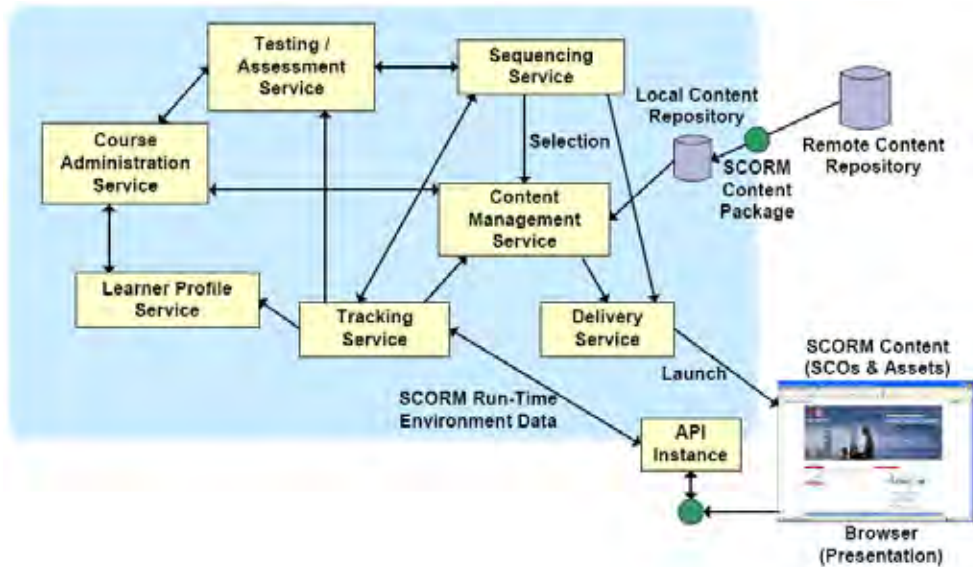 Testing /
Assessment
Service
Sequencing
Service
Local Content
Repository
Remote Content
Repository
SCORM
Content
Package
Course
Administration
Service
Selection
Content
Management
Service
Learner Profile
Service
Tracking
Service
Delivery
Service
Launch
SCORM Content
(SCOs & Assets)
SCORM Run-Time
Environment Data
API
Instance
Browser
(Presentation)